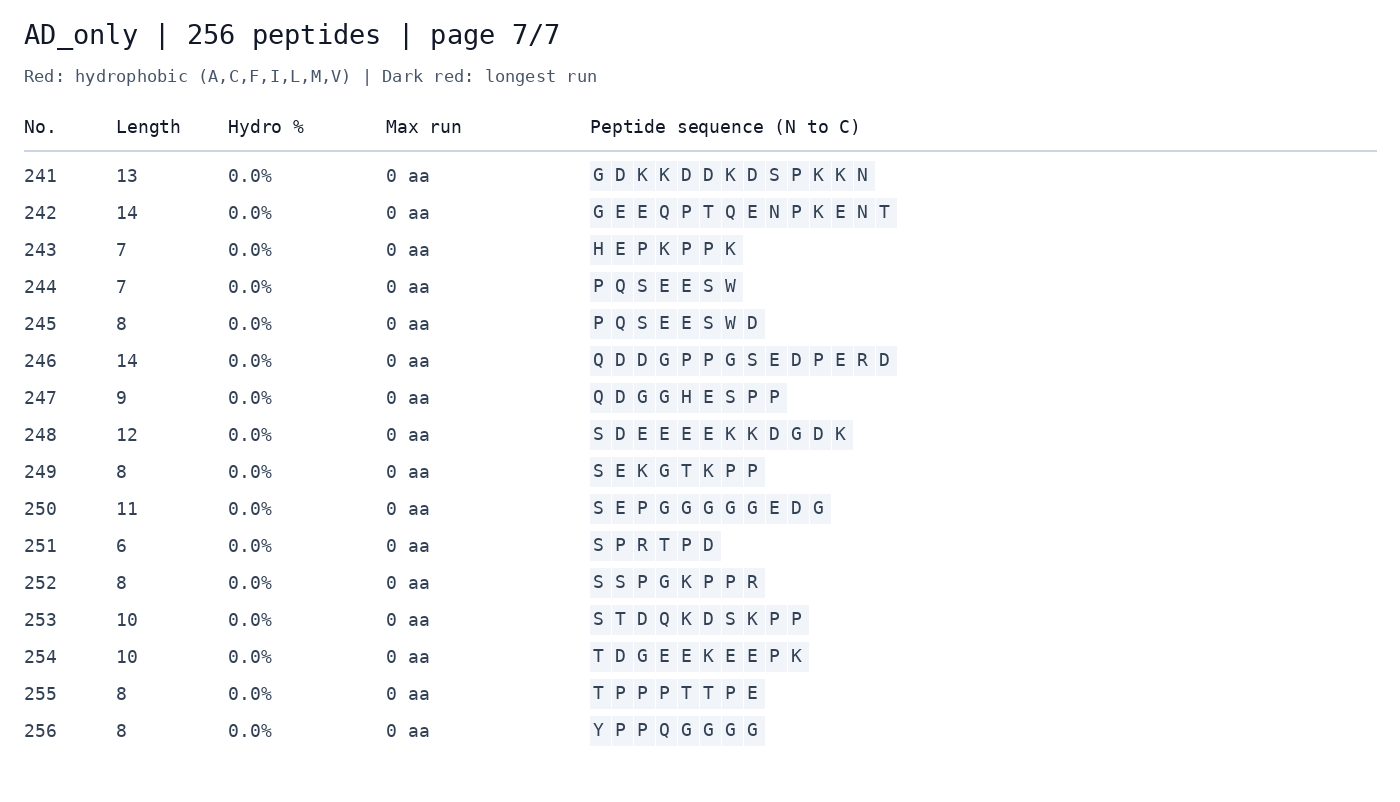 AD_only | 256 peptides | page 7/7
Red: hydrophobic (A,C,F,I,L,M,V) | Dark red: longest run
No. Length Hydro % Max run Peptide sequence (N to C)
241 13 0.0% 0 aa G D K K D D K D S P K K N
242 14 0.0% 0 aa G E E Q P T Q E N P K E N T
243 7 0.0% 0 aa H E P K P P K
244 7 0.0% 0 aa P Q S E E S W
245 8 0.0% 0 aa P Q S E E S W D
246 14 0.0% 0 aa Q D D G P P G S E D P E R D
247 9 0.0% 0 aa Q D G G H E S P P
248 12 0.0% 0 aa S D E E E E K K D G D K
249 8 0.0% 0 aa S E K G T K P P
250 11 0.0% 0 aa S E P G G G G G E D G
251 6 0.0% 0 aa S P R T P D
252 8 0.0% 0 aa S S P G K P P R
253 10 0.0% 0 aa S T D Q K D S K P P
254 10 0.0% 0 aa T D G E E K E E P K
255 8 0.0% 0 aa T P P P T T P E
256 8 0.0% 0 aa Y P P Q G G G G